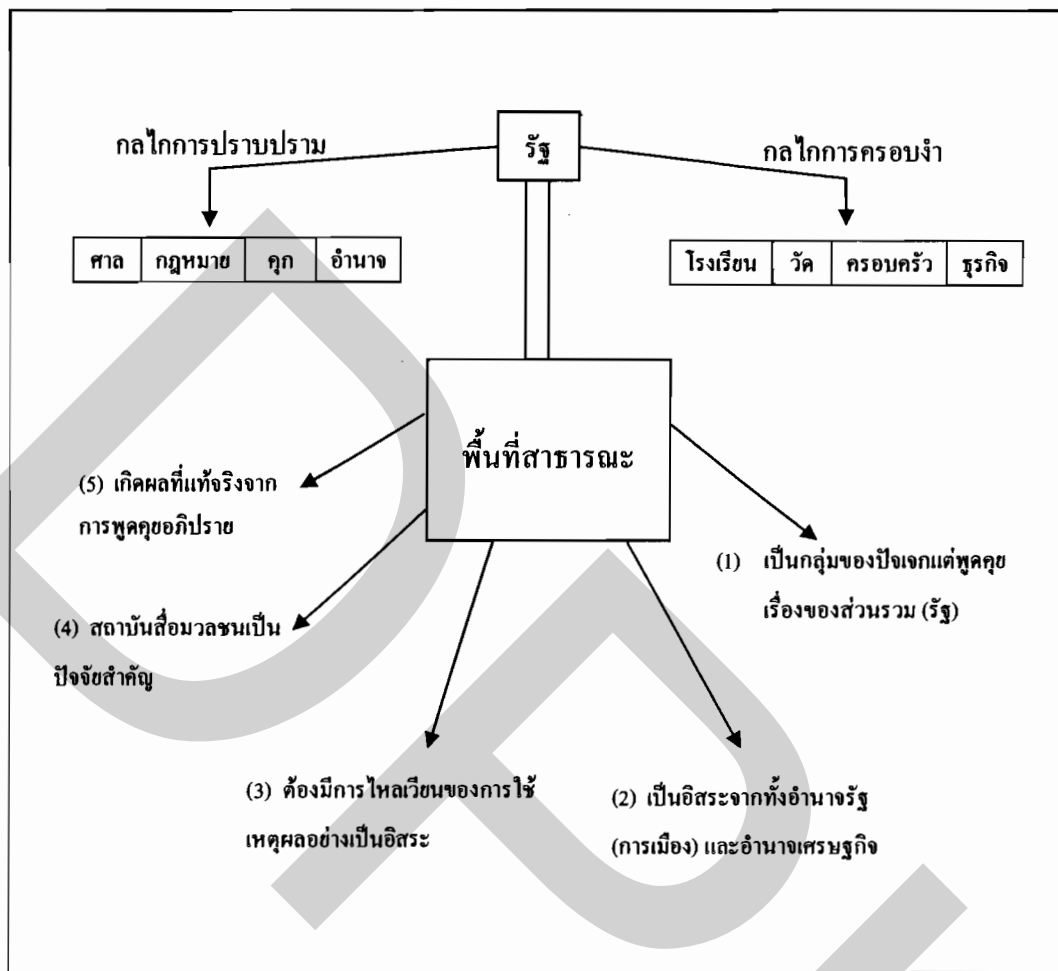 กลไกการปราบปราม
รัฐ
กลไกการครอบงำ
ศาล กฎหมาย คุก อำนาจ
โรงเรียน วัด ครอบครัว ธุรกิจ
พื้นที่สาธารณะ
(5) เกิดผลที่แท้จริงจาก
การพูดคุยอภิปราย
(1) เป็นกลุ่มของปัจเจกแต่พูดคุย
เรื่องของส่วนรวม (รัฐ)
(4) สถาบันสื่อมวลชนเป็น
ปัจจัยสำคัญ
(3) ต้องมีการไหลเวียนของการใช้
เหตุผลอย่างเป็นอิสระ
(2) เป็นอิสระจากทั้งอำนาจรัฐ
(การเมือง) และอำนาจเศรษฐกิจ